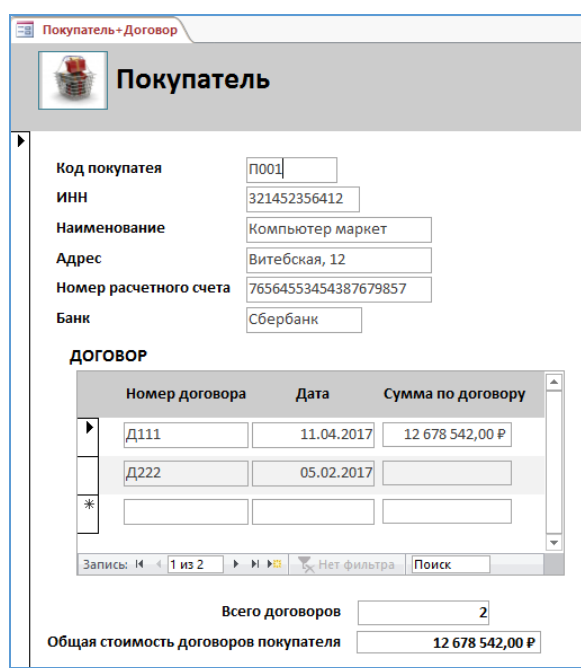 Покупатель+Договор
Покупатель
Код покупатея П001
ИНН 321452356412
Наименование Компьютер маркет
Адрес Витебская, 12
Номер расчетного счета 76564553454387679857
Банк Сбербанк
ДОГОВОР
Номер договора Дата Сумма по договору
Д111 11.04.2017 12 678 542,00 ₽
Д222 05.02.2017
Запись: 1 из 2 Нет фильтра Поиск
Всего договоров 2
Общая стоимость договоров покупателя 12 678 542,00 ₽